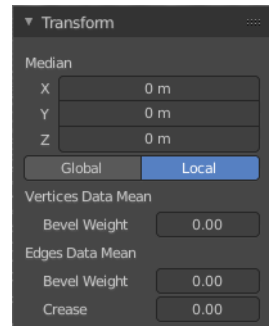 Transform
Median
X 0 m
Y 0 m
Z 0 m
Global Local
Vertices Data Mean
Bevel Weight 0.00
Edges Data Mean
Bevel Weight 0.00
Crease 0.00